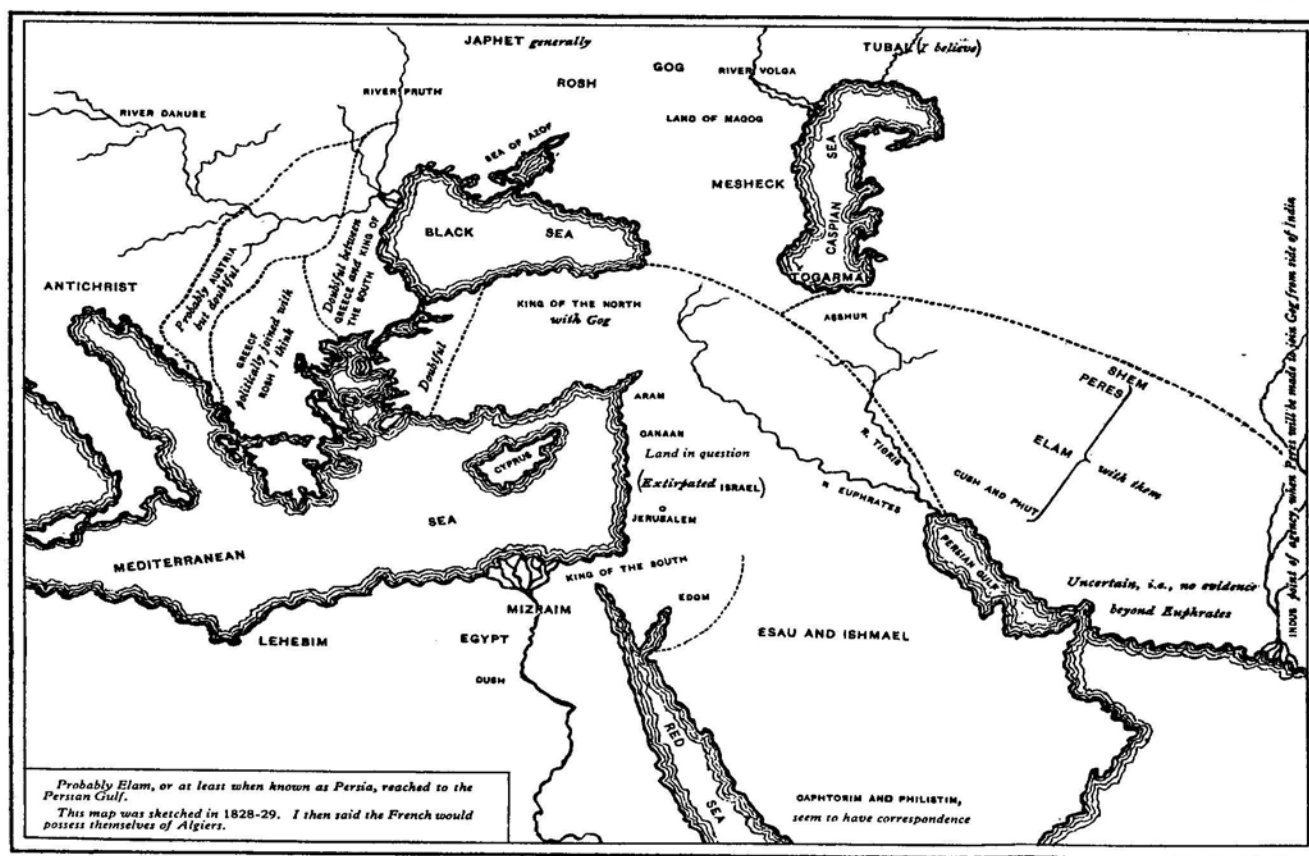 JAPHET generally
GOG
TUBAL (I believe)
RIVER VOLGA
ROSH
RIVER PRUTH
RIVER DANUBE
LAND OF MAGOG
SEA OF AZOF
MESHECK
CASPIAN SEA
BLACK SEA
TOGARMAH
ANTICHRIST
Probably AUSTRIA
but doubtful
GREECE
politically joined with
ROSH I think
Doubtful between
GREECE and KING OF
THE SOUTH
Doubtful
KING OF THE NORTH
with Gog
ASSHUR
SHEM
PERES
ELAM
with them
CUSH AND PHUT
ARAM
CANAAN
Land in question
(Extirpated ISRAEL)
JERUSALEM
CYPRUS
R. TIGRIS
R. EUPHRATES
MEDITERRANEAN SEA
PERSIAN GULF
Uncertain, i.e., no evidence
beyond Euphrates
INDUS point of agency when Peres will be made to join Gog from side of India
KING OF THE SOUTH
EDOM
MIZRAIM
LEHEBIM
EGYPT
CUSH
ESAU AND ISHMAEL
RED SEA
CAPHTORIM AND PHILISTIM,
seem to have correspondence
Probably Elam, or at least when known as Persia, reached to the
Persian Gulf.
This map was sketched in 1828-29. I then said the French would
possess themselves of Algiers.